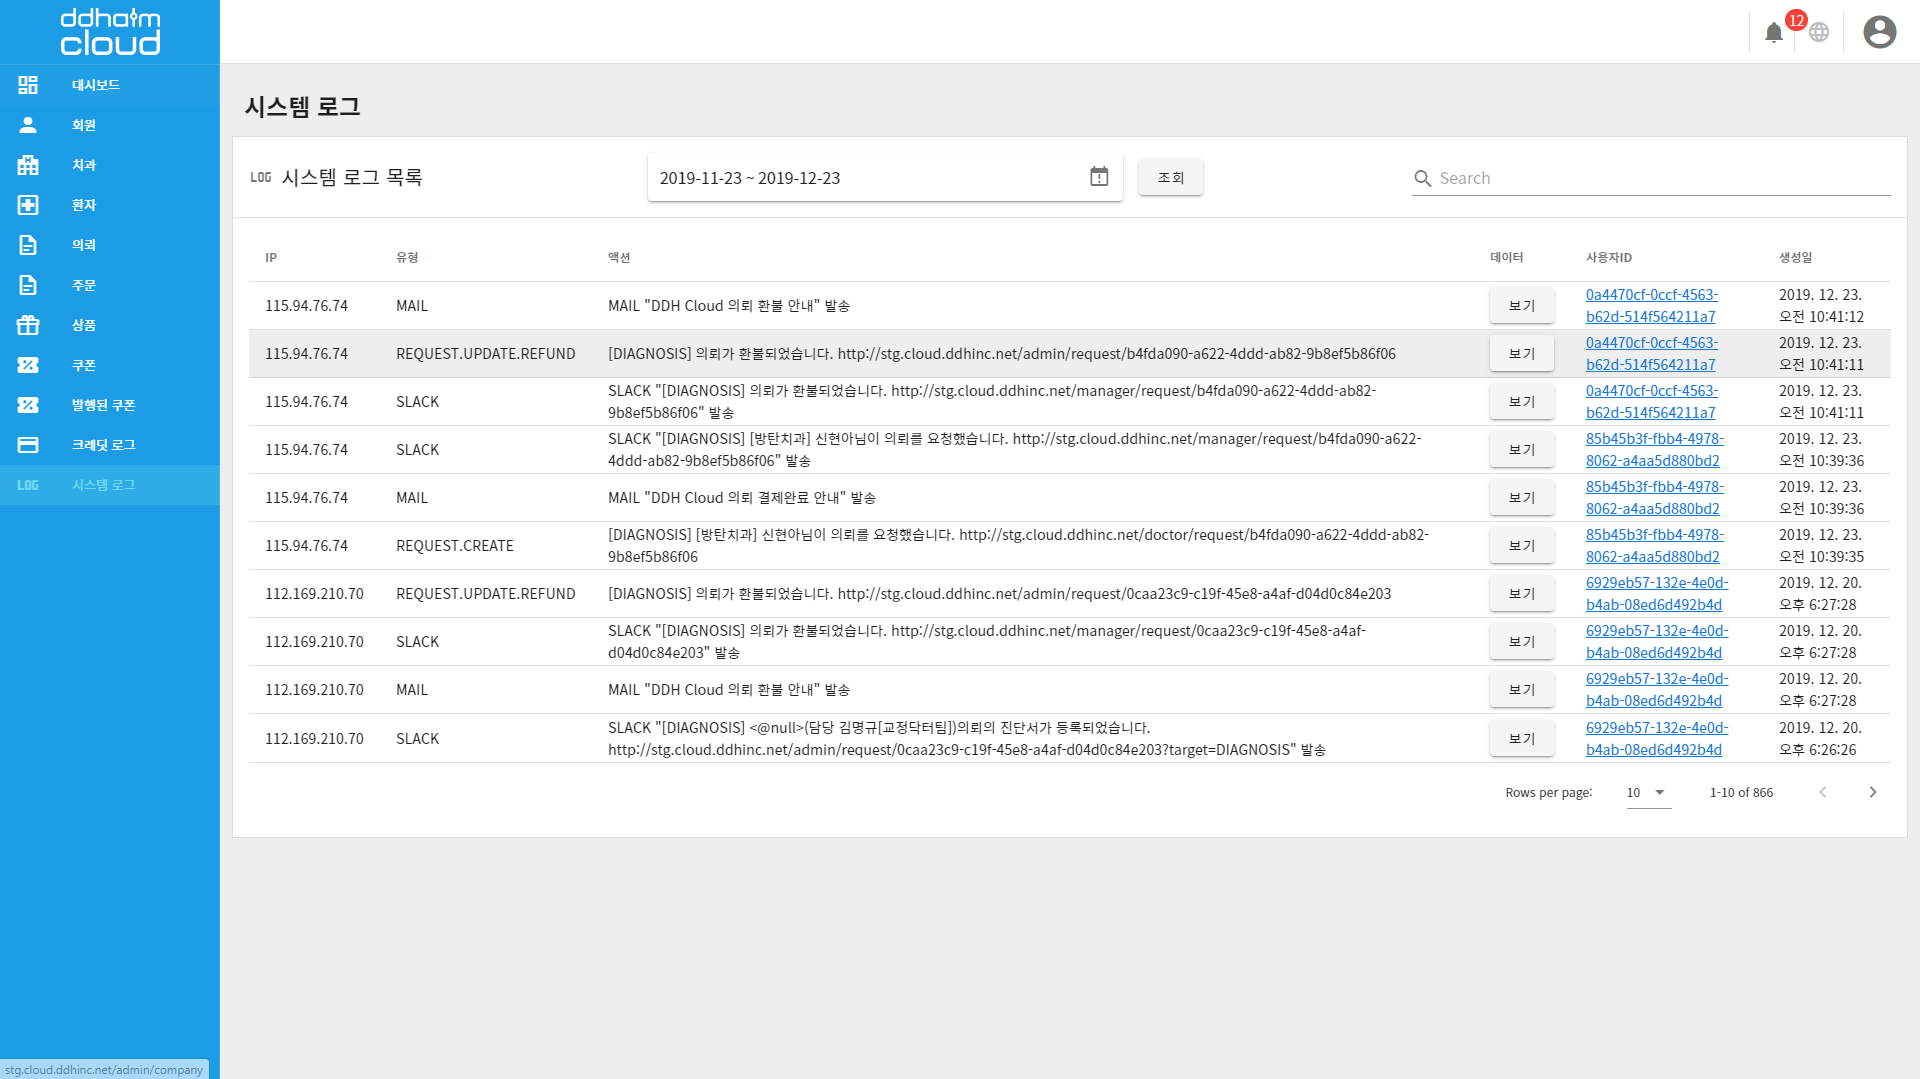 ddhaim
cloud
12
대시보드
회원
치과
환자
의뢰
주문
상품
쿠폰
발행된 쿠폰
크레딧 로그
LOG 시스템 로그
시스템 로그
LOG 시스템 로그 목록
2019-11-23 ~ 2019-12-23
조회
Search
IP 유형 액션 데이터 사용자ID 생성일
115.94.76.74 MAIL MAIL "DDH Cloud 의뢰 환불 안내" 발송 보기 0a4470cf-0ccf-4563- 2019. 12. 23.
b62d-514f564211a7 오전 10:41:12
115.94.76.74 REQUEST.UPDATE.REFUND [DIAGNOSIS] 의뢰가 환불되었습니다. http://stg.cloud.ddhinc.net/admin/request/b4fda090-a622-4ddd-ab82-9b8ef5b86f06 보기 0a4470cf-0ccf-4563- 2019. 12. 23.
b62d-514f564211a7 오전 10:41:11
115.94.76.74 SLACK SLACK "[DIAGNOSIS] 의뢰가 환불되었습니다. http://stg.cloud.ddhinc.net/manager/request/b4fda090-a622-4ddd-ab82- 보기 0a4470cf-0ccf-4563- 2019. 12. 23.
9b8ef5b86f06" 발송 b62d-514f564211a7 오전 10:41:11
115.94.76.74 SLACK SLACK "[DIAGNOSIS] [방탄치과] 신현아님이 의뢰를 요청했습니다. http://stg.cloud.ddhinc.net/manager/request/b4fda090-a622- 보기 85b45b3f-fbb4-4978- 2019. 12. 23.
4ddd-ab82-9b8ef5b86f06" 발송 8062-a4aa5d880bd2 오전 10:39:36
115.94.76.74 MAIL MAIL "DDH Cloud 의뢰 결제완료 안내" 발송 보기 85b45b3f-fbb4-4978- 2019. 12. 23.
8062-a4aa5d880bd2 오전 10:39:36
115.94.76.74 REQUEST.CREATE [DIAGNOSIS] [방탄치과] 신현아님이 의뢰를 요청했습니다. http://stg.cloud.ddhinc.net/doctor/request/b4fda090-a622-4ddd-ab82- 보기 85b45b3f-fbb4-4978- 2019. 12. 23.
9b8ef5b86f06 8062-a4aa5d880bd2 오전 10:39:35
112.169.210.70 REQUEST.UPDATE.REFUND [DIAGNOSIS] 의뢰가 환불되었습니다. http://stg.cloud.ddhinc.net/admin/request/0caa23c9-c19f-45e8-a4af-d04d0c84e203 보기 6929eb57-132e-4e0d- 2019. 12. 20.
b4ab-08ed6d492b4d 오후 6:27:28
112.169.210.70 SLACK SLACK "[DIAGNOSIS] 의뢰가 환불되었습니다. http://stg.cloud.ddhinc.net/manager/request/0caa23c9-c19f-45e8-a4af- 보기 6929eb57-132e-4e0d- 2019. 12. 20.
d04d0c84e203" 발송 b4ab-08ed6d492b4d 오후 6:27:28
112.169.210.70 MAIL MAIL "DDH Cloud 의뢰 환불 안내" 발송 보기 6929eb57-132e-4e0d- 2019. 12. 20.
b4ab-08ed6d492b4d 오후 6:27:28
112.169.210.70 SLACK SLACK "[DIAGNOSIS] <@null>(담당 김명규[교정닥터팀])의뢰의 진단서가 등록되었습니다. 보기 6929eb57-132e-4e0d- 2019. 12. 20.
http://stg.cloud.ddhinc.net/admin/request/0caa23c9-c19f-45e8-a4af-d04d0c84e203?target=DIAGNOSIS" 발송 b4ab-08ed6d492b4d 오후 6:26:26
Rows per page: 10 1-10 of 866
stg.cloud.ddhinc.net/admin/company